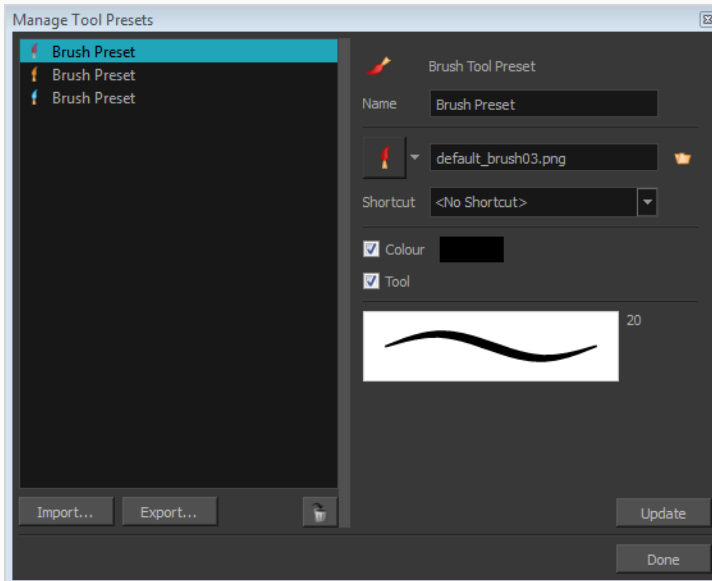 Manage Tool Presets
Brush Preset
Brush Preset
Brush Preset
Brush Tool Preset
Name Brush Preset
default_brush03.png
Shortcut <No Shortcut>
Colour
Tool
20
Import... Export...
Update
Done